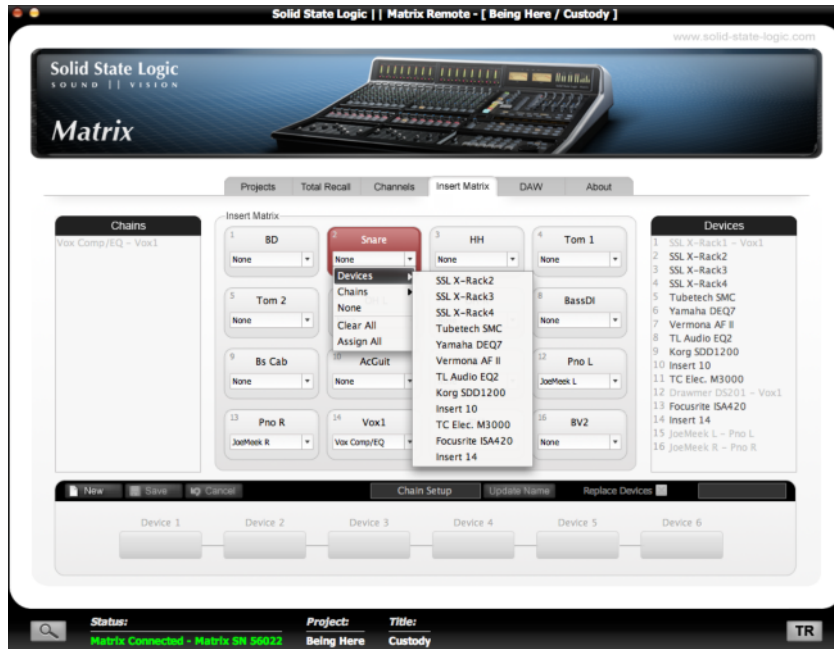 Solid State Logic || Matrix Remote - [ Being Here / Custody ]
www.solid-state-logic.com
Solid State Logic
SOUND || VISION
Matrix
Projects Total Recall Channels Insert Matrix DAW About
Chains
Vox Comp/EQ - Vox1
Insert Matrix
1 BD
None
2 Snare
None
3 HH
None
4 Tom 1
None
Devices
Chains
None
Clear All
Assign All
SSL X-Rack2
SSL X-Rack3
SSL X-Rack4
Tubetech SMC
Yamaha DEQ7
Vermona AF II
TL Audio EQ2
Korg SDD1200
Insert 10
TC Elec. M3000
Focusrite ISA420
Insert 14
5 Tom 2
None
8 BassDI
None
9 Bs Cab
None
10 AcGuit
None
12 Pno L
JoeMeek L
13 Pno R
JoeMeek R
14 Vox1
Vox Comp/EQ
16 BV2
None
Devices
1 SSL X-Rack1 - Vox1
2 SSL X-Rack2
3 SSL X-Rack3
4 SSL X-Rack4
5 Tubetech SMC
6 Yamaha DEQ7
7 Vermona AF II
8 TL Audio EQ2
9 Korg SDD1200
10 Insert 10
11 TC Elec. M3000
12 Drawmer DS201 - Vox1
13 Focusrite ISA420
14 Insert 14
15 JoeMeek L - Pno L
16 JoeMeek R - Pno R
New Save Cancel Chain Setup Update Name Replace Devices
Device 1 Device 2 Device 3 Device 4 Device 5 Device 6
Status: Project: Title:
Matrix Connected - Matrix SN 56022 Being Here Custody
TR